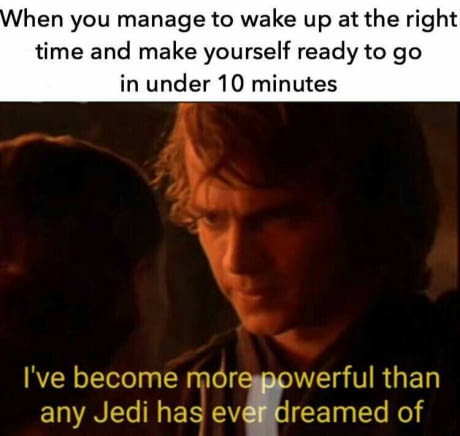 When you manage to wake up at the right
time and make yourself ready to go
in under 10 minutes
I've become more powerful than
any Jedi has ever dreamed of